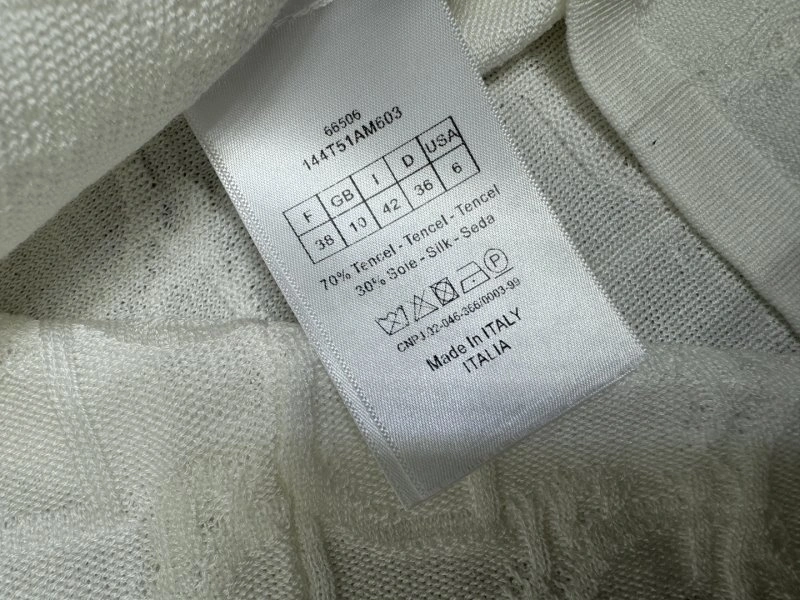 66506
144T51AM603
F GB I D USA
38 10 42 36 6
70% Tencel - Tencel - Tencel
30% Soie - Silk - Seda
P
CNPJ-02-046-366/0003-99
Made In ITALY
ITALIA